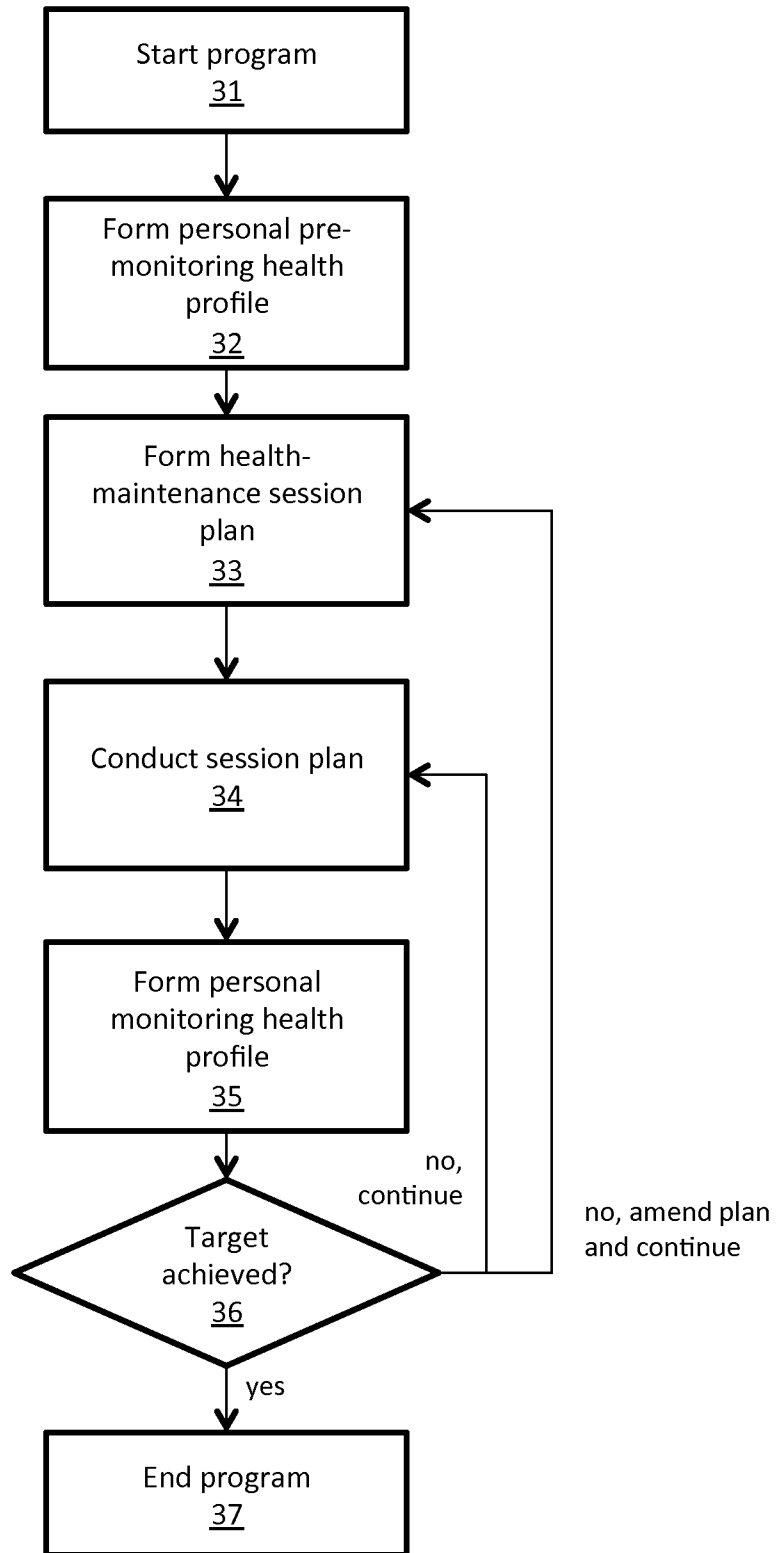 Start program
31
Form personal pre-
monitoring health
profile
32
Form health-
maintenance session
plan
33
Conduct session plan
34
Form personal
monitoring health
profile
35
no,
continue
no, amend plan
and continue
Target
achieved?
36
yes
End program
37